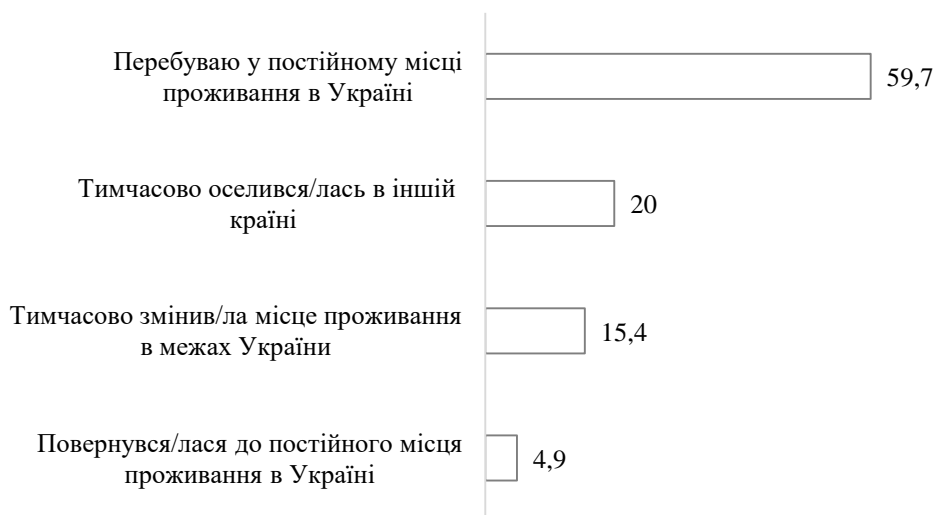 Перебуваю у постійному місці
проживання в Україні
59,7
Тимчасово оселився/лась в іншій
країні
20
Тимчасово змінив/ла місце проживання
в межах України
15,4
Повернувся/лася до постійного місця
проживання в Україні
4,9